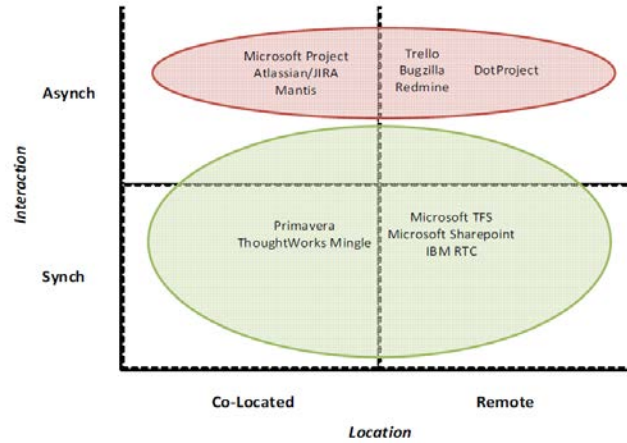 Microsoft Project
Atlassian/JIRA
Mantis
Trello
Bugzilla
Redmine
DotProject
Asynch
Interaction
Primavera
ThoughtWorks Mingle
Microsoft TFS
Microsoft Sharepoint
IBM RTC
Synch
Co-Located
Remote
Location